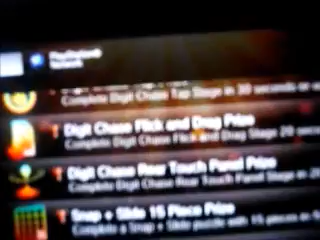 PlayStation®
Network
Complete Digit Chase Tap Stage in 30 seconds or
Digit Chase Flick and Drag Prize
Complete Digit Chase Flick and Drag Stage 20 secon
Digit Chase Rear Touch Panel Prize
Complete Digit Chase Rear Touch Panel Stage in
Snap + Slide 15 Piece Prize
Complete a Snap + Slide puzzle with 15 pieces in